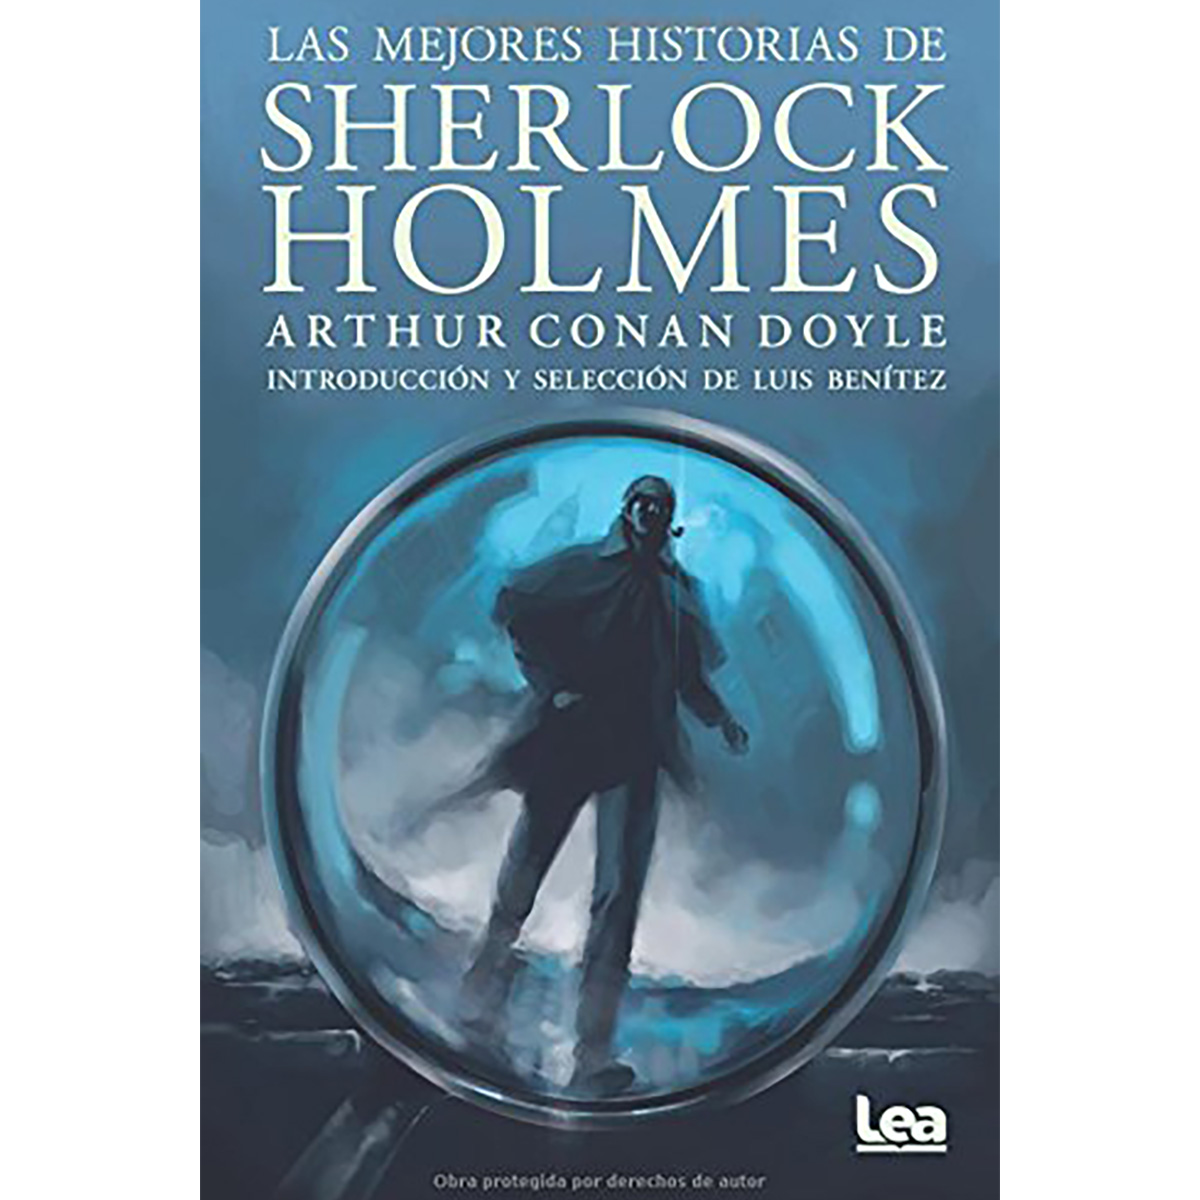 LAS MEJORES HISTORIAS DE
SHERLOCK
HOLMES
ARTHUR CONAN DOYLE
INTRODUCCIÓN Y SELECCIÓN DE LUIS BENÍTEZ
Lea
Obra protegida por derechos de autor